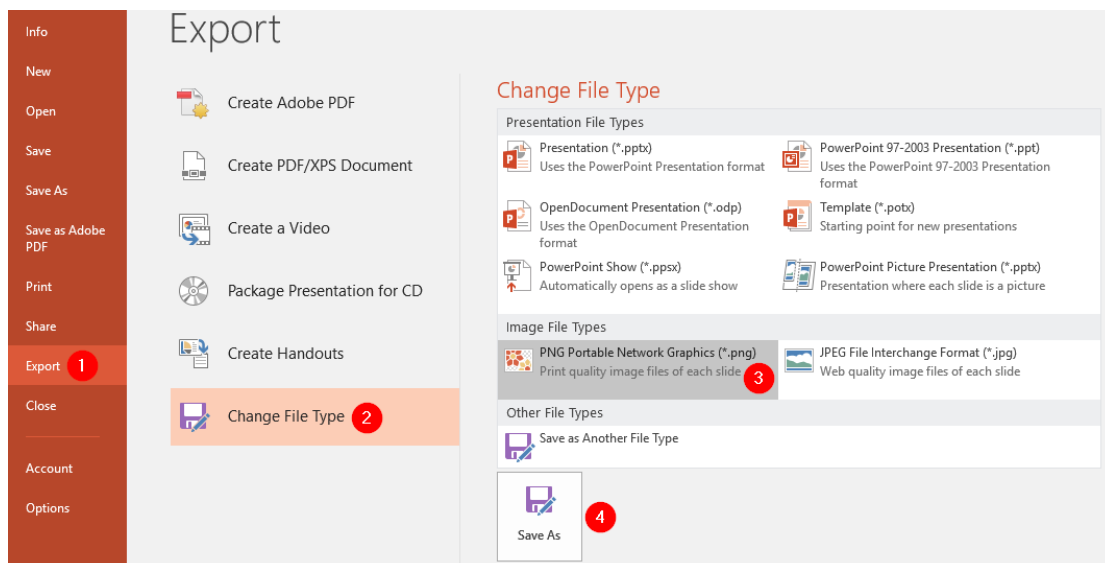 Info
New
Open
Save
Save As
Save as Adobe
PDF
Print
Share
Export 1
Close
Account
Options
Export
Create Adobe PDF
Create PDF/XPS Document
Create a Video
Package Presentation for CD
Create Handouts
Change File Type 2
Change File Type
Presentation File Types
Presentation (*.pptx)
Uses the PowerPoint Presentation format
PowerPoint 97-2003 Presentation (*.ppt)
Uses the PowerPoint 97-2003 Presentation
format
OpenDocument Presentation (*.odp)
Uses the OpenDocument Presentation
format
Template (*.potx)
Starting point for new presentations
PowerPoint Show (*.ppsx)
Automatically opens as a slide show
PowerPoint Picture Presentation (*.pptx)
Presentation where each slide is a picture
Image File Types
PNG Portable Network Graphics (*.png)
Print quality image files of each slide 3
JPEG File Interchange Format (*.jpg)
Web quality image files of each slide
Other File Types
Save as Another File Type
Save As 4